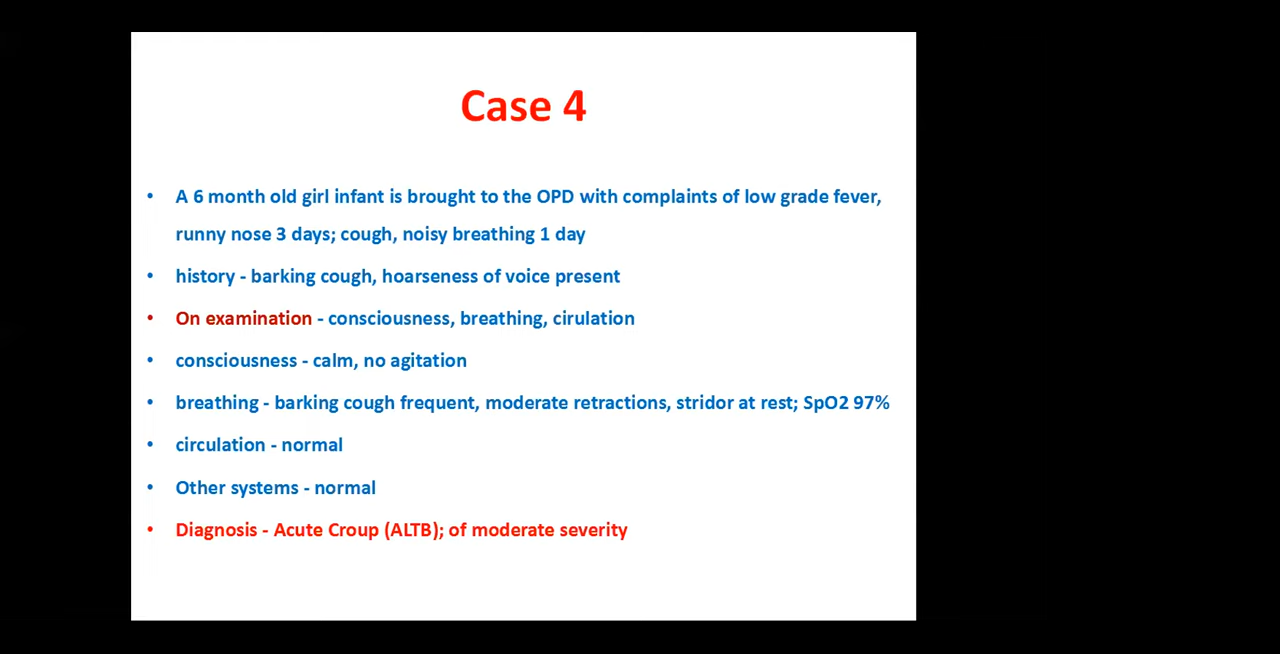 Case 4
• A 6 month old girl infant is brought to the OPD with complaints of low grade fever,
runny nose 3 days; cough, noisy breathing 1 day
• history - barking cough, hoarseness of voice present
• On examination - consciousness, breathing, cirulation
• consciousness - calm, no agitation
• breathing - barking cough frequent, moderate retractions, stridor at rest; SpO2 97%
• circulation - normal
• Other systems - normal
• Diagnosis - Acute Croup (ALTB); of moderate severity